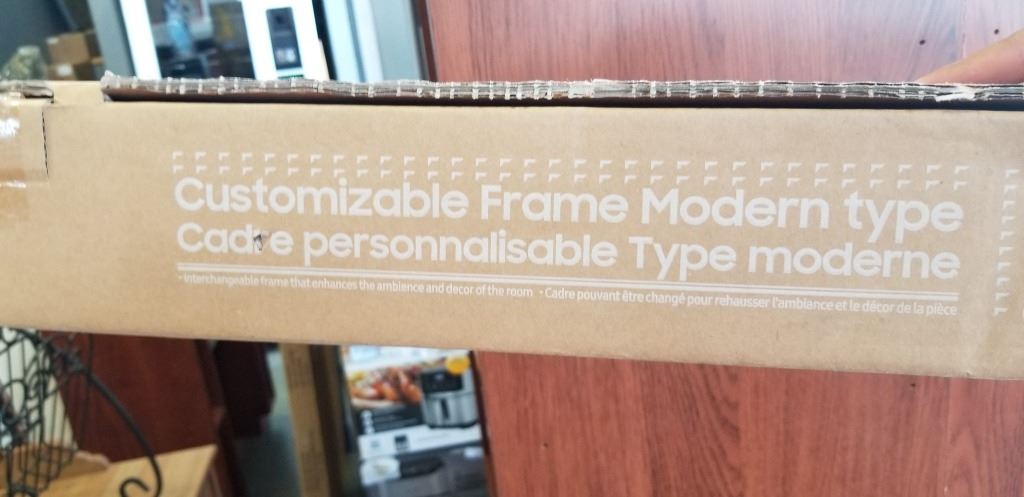 Customizable Frame Modern type
Cadre personnalisable Type moderne
• Interchangeable frame that enhances the ambience and decor of the room • Cadre pouvant être changé pour rehausser l'ambiance et le décor de la pièce